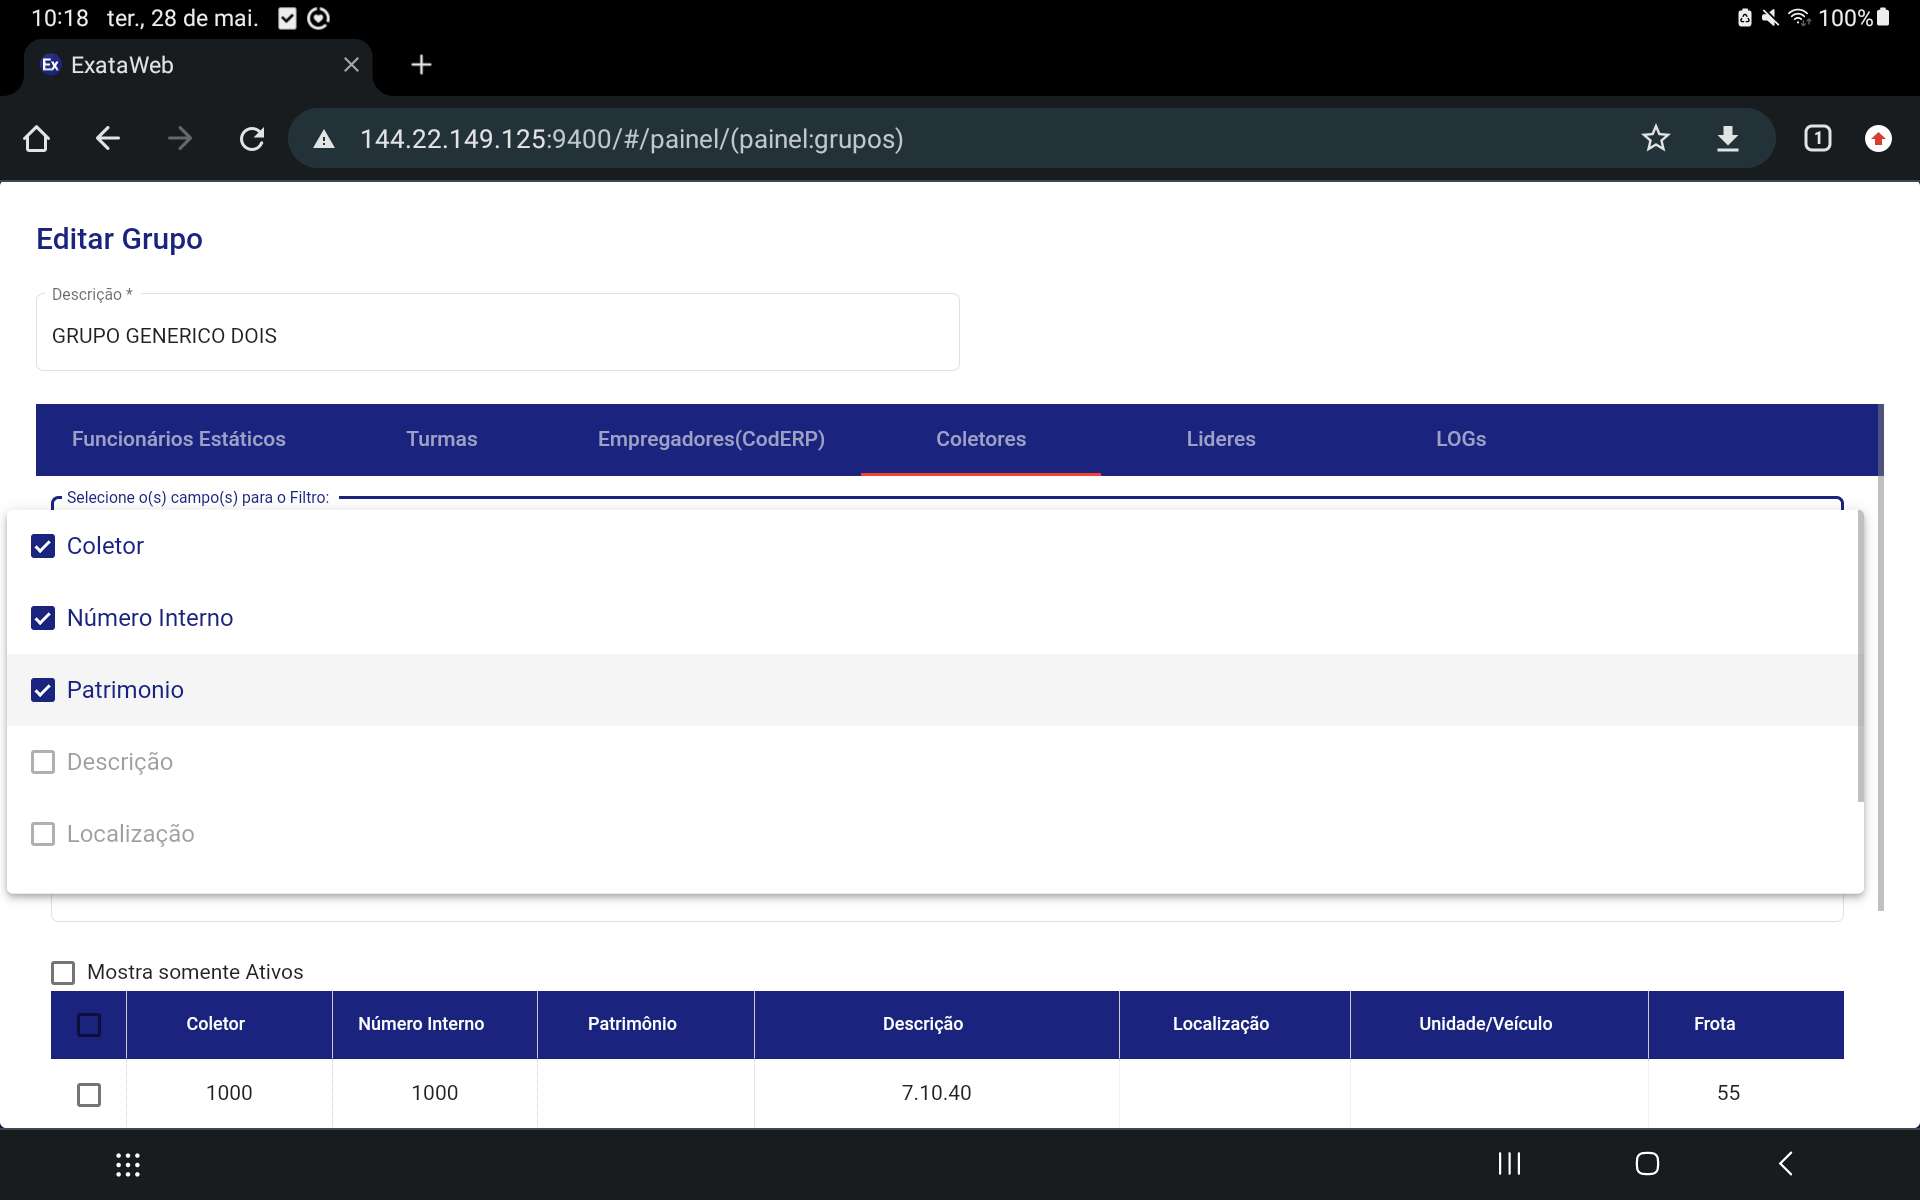 10:18 ter., 28 de mai. 100%
Ex ExataWeb
144.22.149.125:9400/#/painel/(painel:grupos) 1
Editar Grupo
Descrição *
GRUPO GENERICO DOIS
Funcionários Estáticos Turmas Empregadores(CodERP) Coletores Lideres LOGs
Selecione o(s) campo(s) para o Filtro:
Coletor
Número Interno
Patrimonio
Descrição
Localização
Mostra somente Ativos
Coletor Número Interno Patrimônio Descrição Localização Unidade/Veículo Frota
1000 1000 7.10.40 55